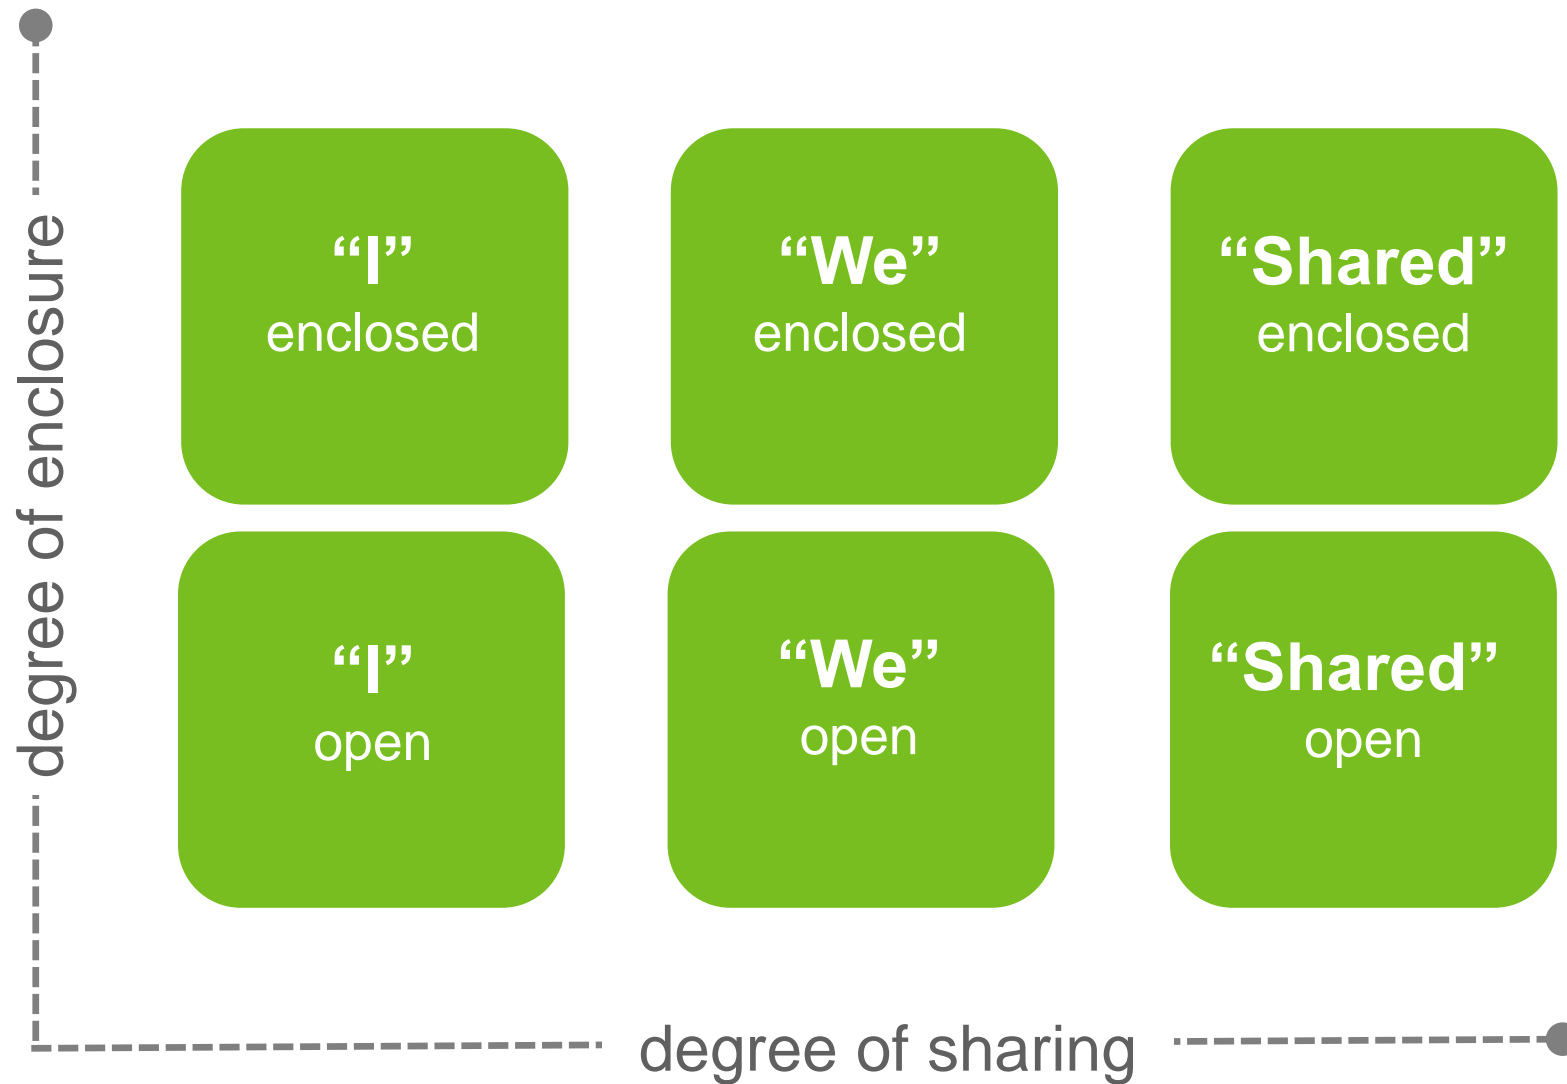 degree of enclosure
“I”
enclosed
“We”
enclosed
“Shared”
enclosed
“I”
open
“We”
open
“Shared”
open
degree of sharing